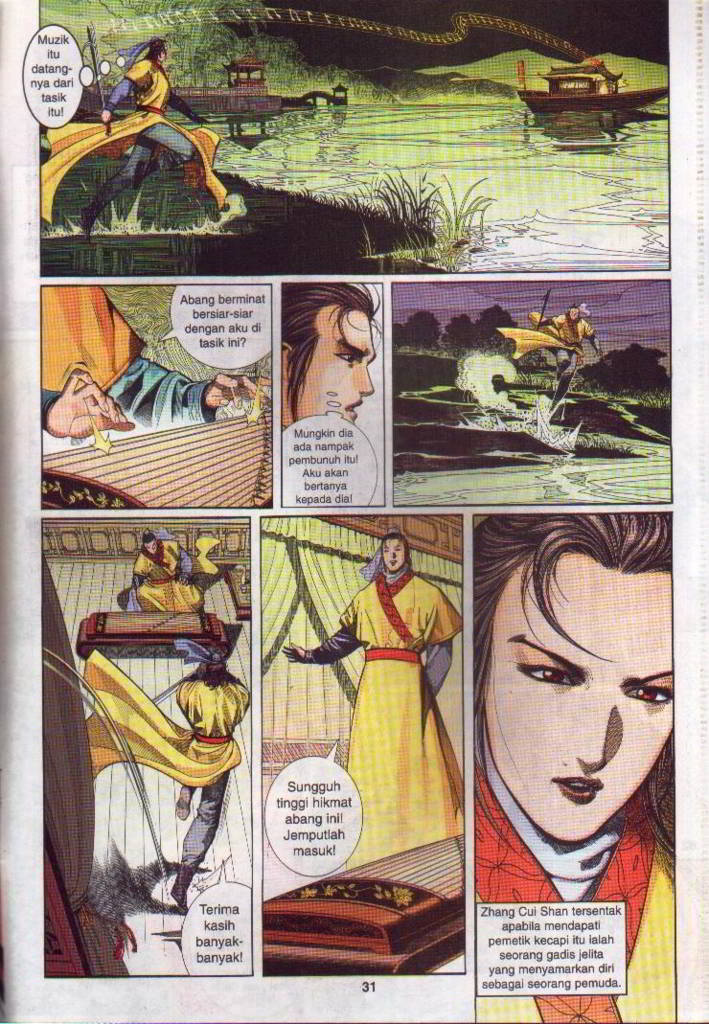 Muzik
itu
datang-
nya dari
tasik
itu!
Abang berminat
bersiar-siar
dengan aku di
tasik ini?
Mungkin dia
ada nampak
pembunuh itu!
Aku akan
bertanya
kepada dia!
Terima
kasih
banyak-
banyak!
Sungguh
tinggi hikmat
abang ini!
Jemputlah
masuk!
Zhang Cui Shan tersentak
apabila mendapati
pemetik kecapi itu ialah
seorang gadis jelita
yang menyamarkan diri
sebagai seorang pemuda.
31